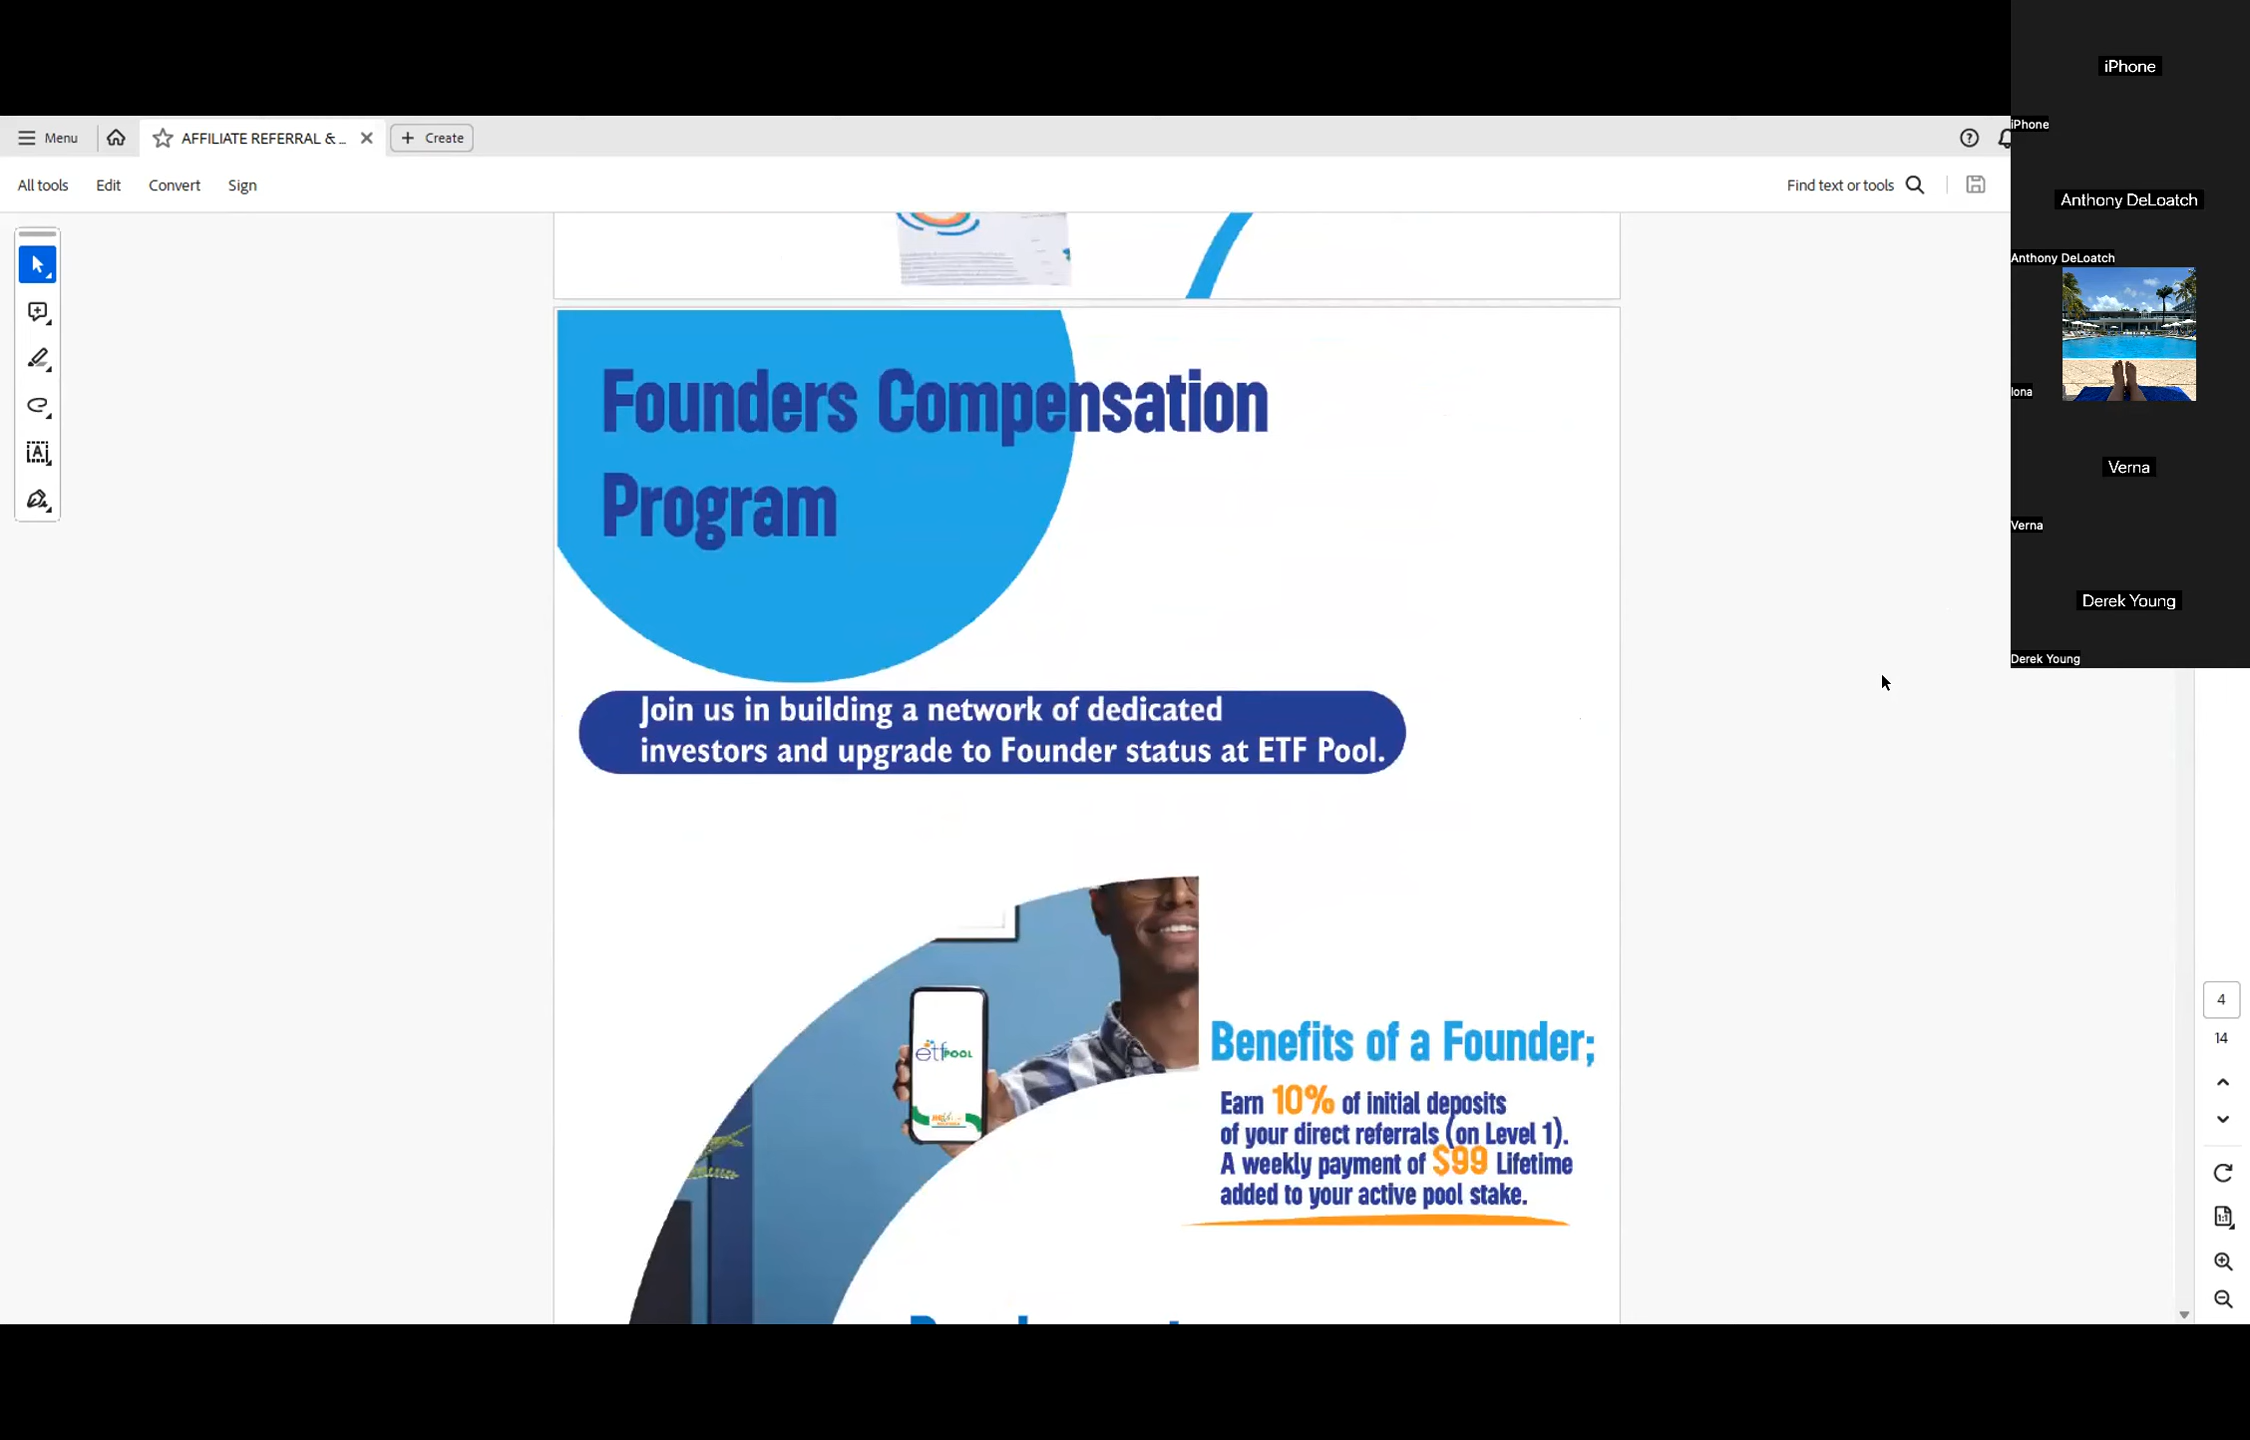 iPhone
iPhone
Menu
AFFILIATE REFERRAL & ...
Create
All tools
Edit
Convert
Sign
Find text or tools
Anthony DeLoatch
Anthony DeLoatch
Iona
Verna
Verna
Derek Young
Derek Young
Founders Compensation
Program
Join us in building a network of dedicated
investors and upgrade to Founder status at ETF Pool.
etfPOOL
Benefits of a Founder;
Earn 10% of initial deposits
of your direct referrals (on Level 1).
A weekly payment of $99 Lifetime
added to your active pool stake.
4
14